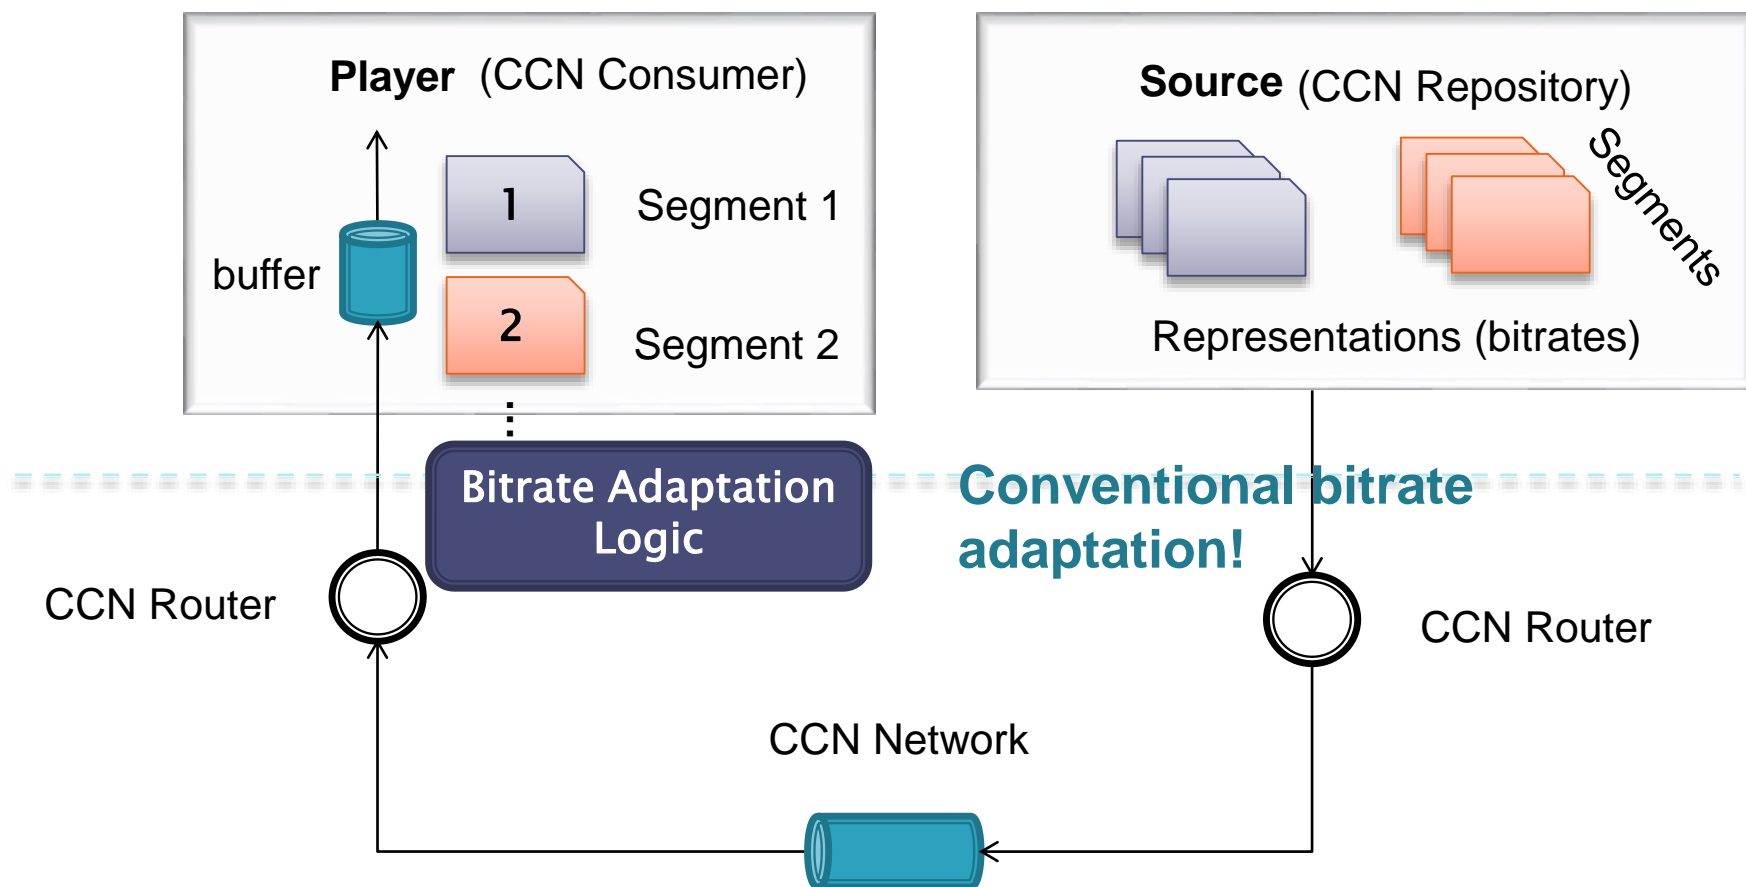 Player (CCN Consumer)
1
Segment 1
buffer
2
Segment 2
Source (CCN Repository)
Segments
Representations (bitrates)
Bitrate Adaptation
Logic
Conventional bitrate
adaptation!
CCN Router
CCN Router
CCN Network